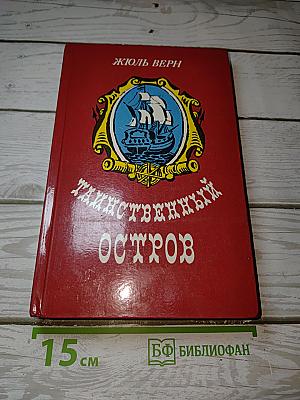 ЖЮЛЬ ВЕРН
ТАИНСТВЕННЫЙ
ОСТРОВ
15 см
БФ БИБЛИОФАН